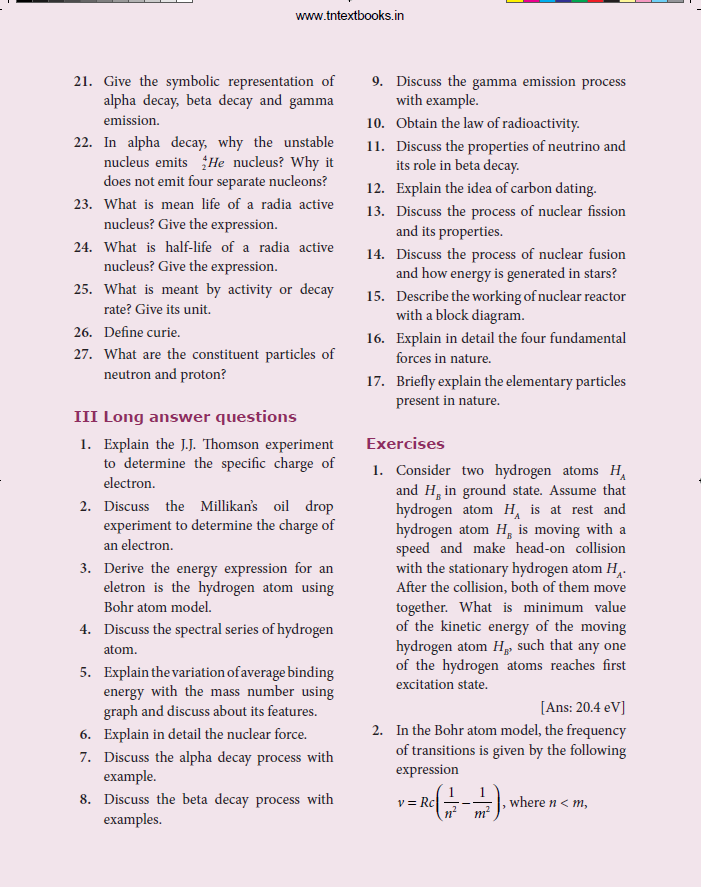 www.tntextbooks.in
21. Give the symbolic representation of
alpha decay, beta decay and gamma
emission.
22. In alpha decay, why the unstable
nucleus emits ⁴₂He nucleus? Why it
does not emit four separate nucleons?
23. What is mean life of a radia active
nucleus? Give the expression.
24. What is half-life of a radia active
nucleus? Give the expression.
25. What is meant by activity or decay
rate? Give its unit.
26. Define curie.
27. What are the constituent particles of
neutron and proton?
III Long answer questions
1. Explain the J.J. Thomson experiment
to determine the specific charge of
electron.
2. Discuss the Millikan's oil drop
experiment to determine the charge of
an electron.
3. Derive the energy expression for an
eletron is the hydrogen atom using
Bohr atom model.
4. Discuss the spectral series of hydrogen
atom.
5. Explain the variation of average binding
energy with the mass number using
graph and discuss about its features.
6. Explain in detail the nuclear force.
7. Discuss the alpha decay process with
example.
8. Discuss the beta decay process with
examples.
9. Discuss the gamma emission process
with example.
10. Obtain the law of radioactivity.
11. Discuss the properties of neutrino and
its role in beta decay.
12. Explain the idea of carbon dating.
13. Discuss the process of nuclear fission
and its properties.
14. Discuss the process of nuclear fusion
and how energy is generated in stars?
15. Describe the working of nuclear reactor
with a block diagram.
16. Explain in detail the four fundamental
forces in nature.
17. Briefly explain the elementary particles
present in nature.
Exercises
1. Consider two hydrogen atoms H_A
and H_B in ground state. Assume that
hydrogen atom H_A is at rest and
hydrogen atom H_B is moving with a
speed and make head-on collision
with the stationary hydrogen atom H_A.
After the collision, both of them move
together. What is minimum value
of the kinetic energy of the moving
hydrogen atom H_B, such that any one
of the hydrogen atoms reaches first
excitation state.
[Ans: 20.4 eV]
2. In the Bohr atom model, the frequency
of transitions is given by the following
expression
v = Rc(1/n² − 1/m²), where n < m,